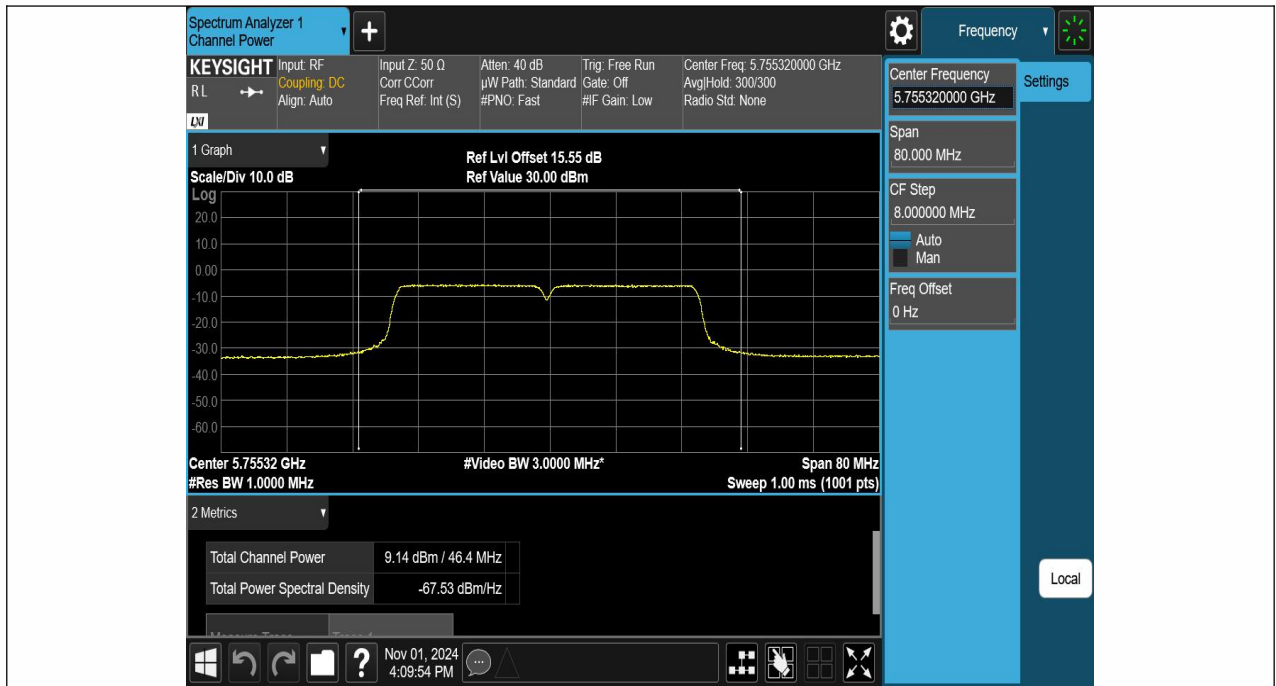 Spectrum Analyzer 1
Channel Power
Frequency
KEYSIGHT
RL
LXI
Input: RF
Coupling: DC
Align: Auto
Input Z: 50 Ω
Corr CCorr
Freq Ref: Int (S)
Atten: 40 dB
µW Path: Standard
#PNO: Fast
Trig: Free Run
Gate: Off
#IF Gain: Low
Center Freq: 5.755320000 GHz
Avg|Hold: 300/300
Radio Std: None
Center Frequency
5.755320000 GHz
Settings
Span
80.000 MHz
CF Step
8.000000 MHz
Auto
Man
Freq Offset
0 Hz
1 Graph
Scale/Div 10.0 dB
Ref Lvl Offset 15.55 dB
Ref Value 30.00 dBm
Log
20.0
10.0
0.00
-10.0
-20.0
-30.0
-40.0
-50.0
-60.0
Center 5.75532 GHz
#Video BW 3.0000 MHz*
Span 80 MHz
#Res BW 1.0000 MHz
Sweep 1.00 ms (1001 pts)
2 Metrics
Total Channel Power 9.14 dBm / 46.4 MHz
Total Power Spectral Density -67.53 dBm/Hz
Local
?
Nov 01, 2024
4:09:54 PM